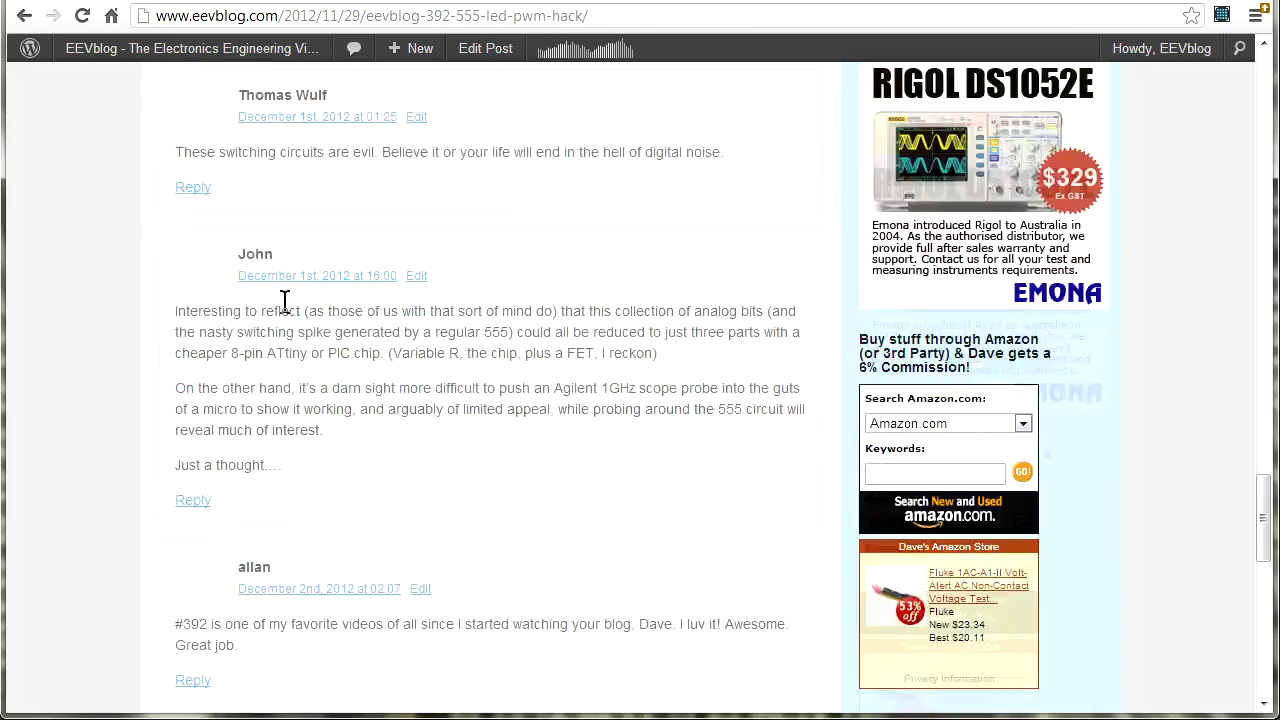 www.eevblog.com/2012/11/29/eevblog-392-555-led-pwm-hack/
EEVblog - The Electronics Engineering Vi...
New
Edit Post
Howdy, EEVblog
Thomas Wulf
December 1st, 2012 at 01:25 Edit
These switching circuits are evil. Believe it or your life will end in the hell of digital noise.
Reply
John
December 1st, 2012 at 16:00 Edit
Interesting to reflect (as those of us with that sort of mind do) that this collection of analog bits (and
the nasty switching spike generated by a regular 555) could all be reduced to just three parts with a
cheaper 8-pin ATtiny or PIC chip. (Variable R, the chip, plus a FET, I reckon)
On the other hand, it's a darn sight more difficult to push an Agilent 1GHz scope probe into the guts
of a micro to show it working, and arguably of limited appeal, while probing around the 555 circuit will
reveal much of interest.
Just a thought....
Reply
allan
December 2nd, 2012 at 02:07 Edit
#392 is one of my favorite videos of all since I started watching your blog, Dave. I luv it! Awesome.
Great job.
Reply
RIGOL DS1052E
$329
Ex GST
Emona introduced Rigol to Australia in
2004. As the authorised distributor, we
provide full after sales warranty and
support. Contact us for all your test and
measuring instruments requirements.
EMONA
Buy stuff through Amazon
(or 3rd Party) & Dave gets a
6% Commission!
Search Amazon.com:
Amazon.com
Keywords:
GO!
Search New and Used
amazon.com.
Dave's Amazon Store
Fluke 1AC-A1-II Volt-
Alert AC Non-Contact
Voltage Test...
Fluke
New $23.34
Best $20.11
53%
off
Privacy Information